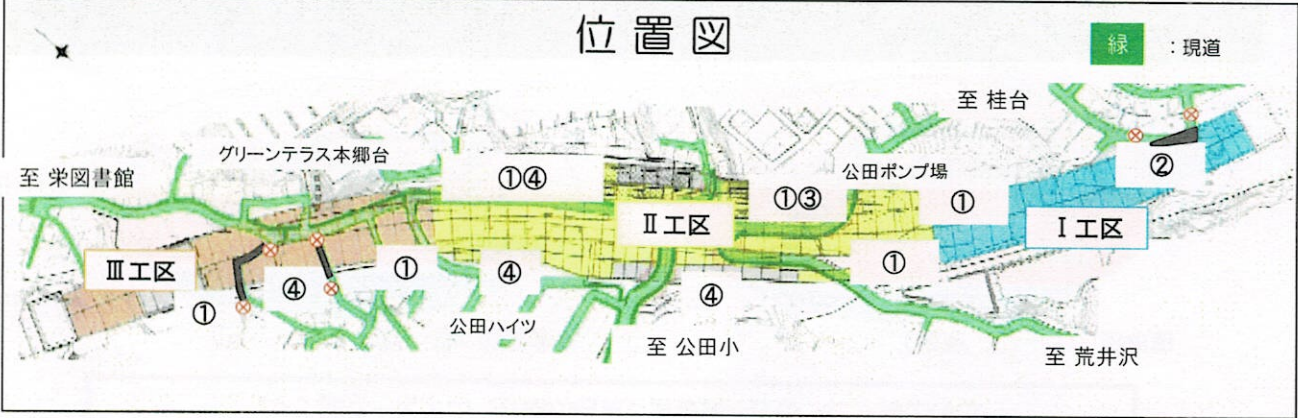 位置図
緑
：現道
至 桂台
グリーンテラス本郷台
公田ポンプ場
②
至 栄図書館
①④
①③
①
Ⅱ工区
Ⅰ工区
Ⅲ工区
①
④
①
④
④
①
公田ハイツ
至 公田小
至 荒井沢